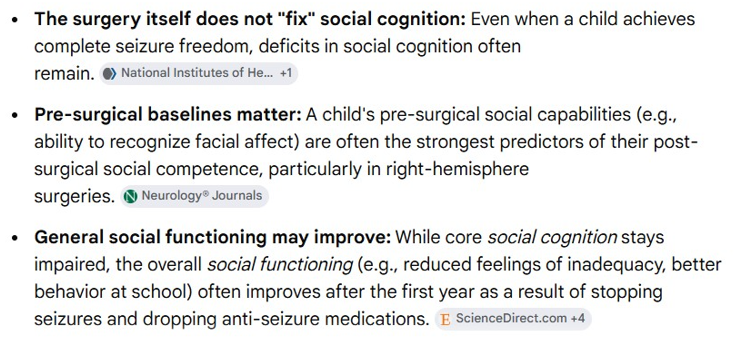 • The surgery itself does not "fix" social cognition: Even when a child achieves
complete seizure freedom, deficits in social cognition often
remain. National Institutes of He... +1
• Pre-surgical baselines matter: A child's pre-surgical social capabilities (e.g.,
ability to recognize facial affect) are often the strongest predictors of their post-
surgical social competence, particularly in right-hemisphere
surgeries. N Neurology® Journals
• General social functioning may improve: While core social cognition stays
impaired, the overall social functioning (e.g., reduced feelings of inadequacy, better
behavior at school) often improves after the first year as a result of stopping
seizures and dropping anti-seizure medications. E ScienceDirect.com +4